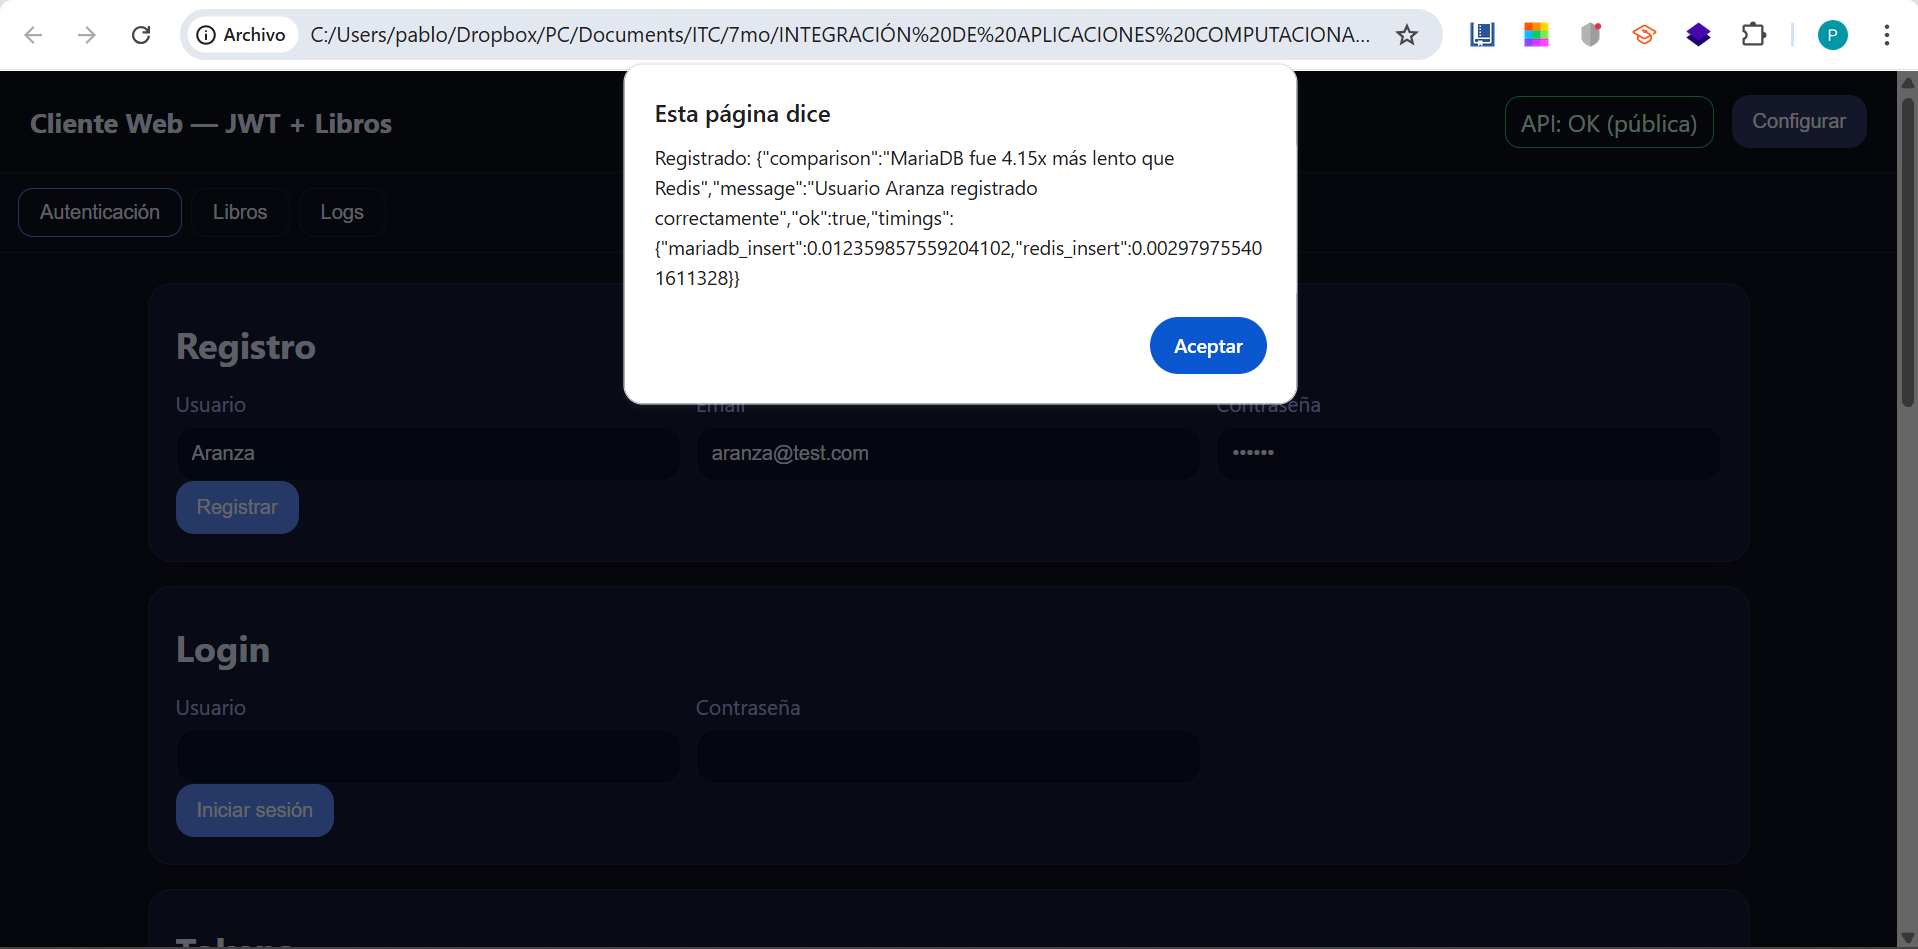 Archivo
C:/Users/pablo/Dropbox/PC/Documents/ITC/7mo/INTEGRACIÓN%20DE%20APLICACIONES%20COMPUTACIONA...
P
Cliente Web — JWT + Libros
API: OK (pública)
Configurar
Autenticación
Libros
Logs
Esta página dice
Registrado: {"comparison":"MariaDB fue 4.15x más lento que
Redis","message":"Usuario Aranza registrado
correctamente","ok":true,"timings":
{"mariadb_insert":0.012359857559204102,"redis_insert":0.00297975540
1611328}}
Aceptar
Registro
Usuario
Email
Contraseña
Aranza
aranza@test.com
••••••
Registrar
Login
Usuario
Contraseña
Iniciar sesión